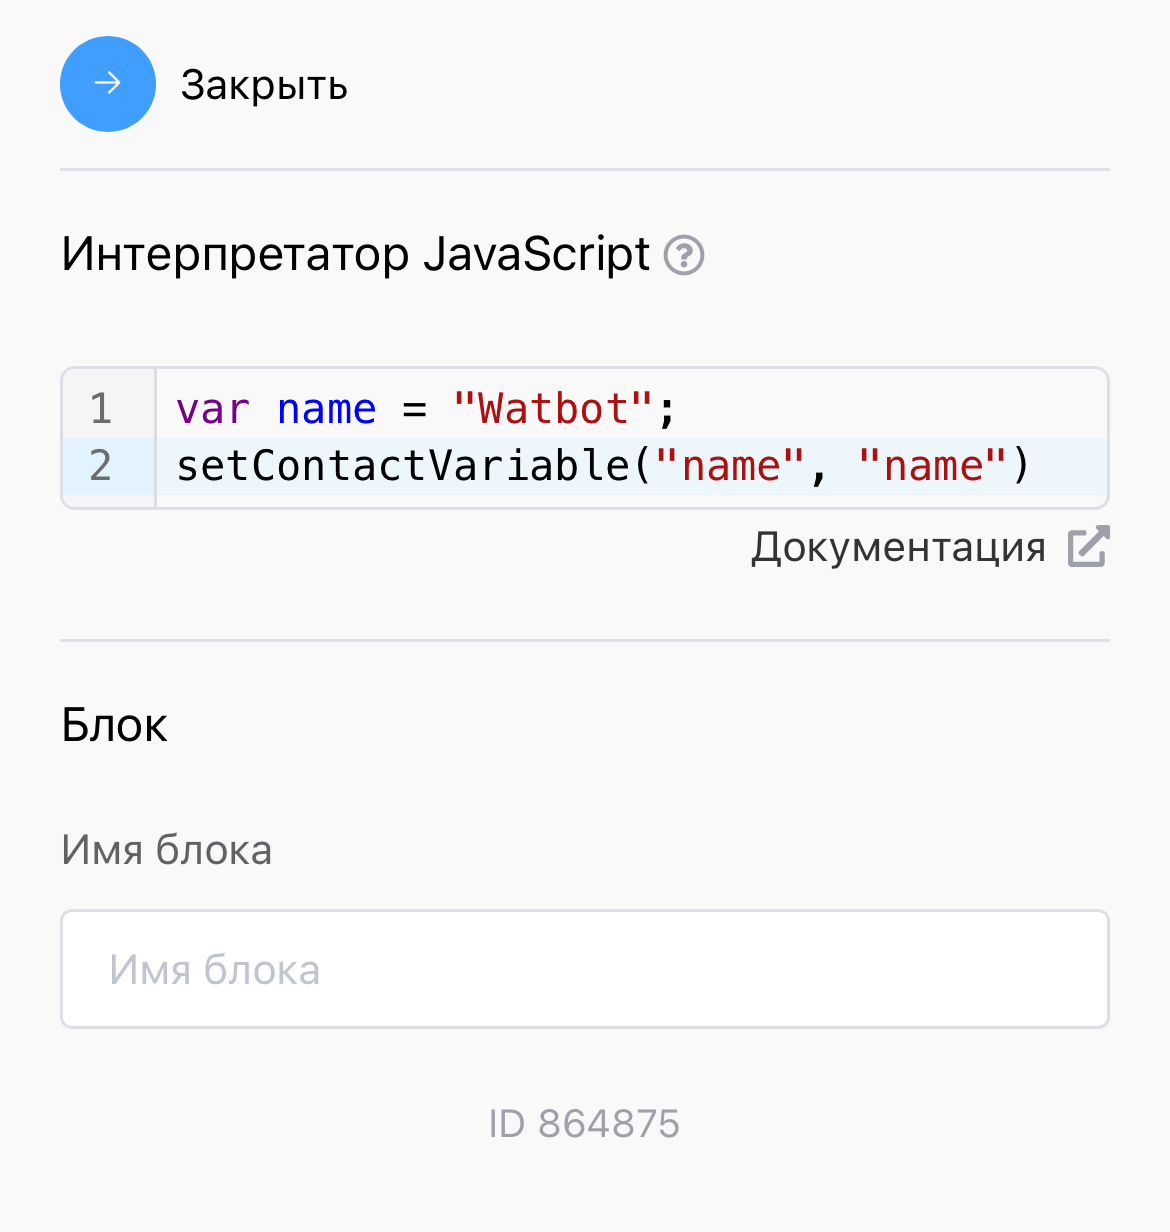 Закрыть
Интерпретатор JavaScript ?
1 var name = "Watbot";
2 setContactVariable("name", "name")
Документация
Блок
Имя блока
Имя блока
ID 864875